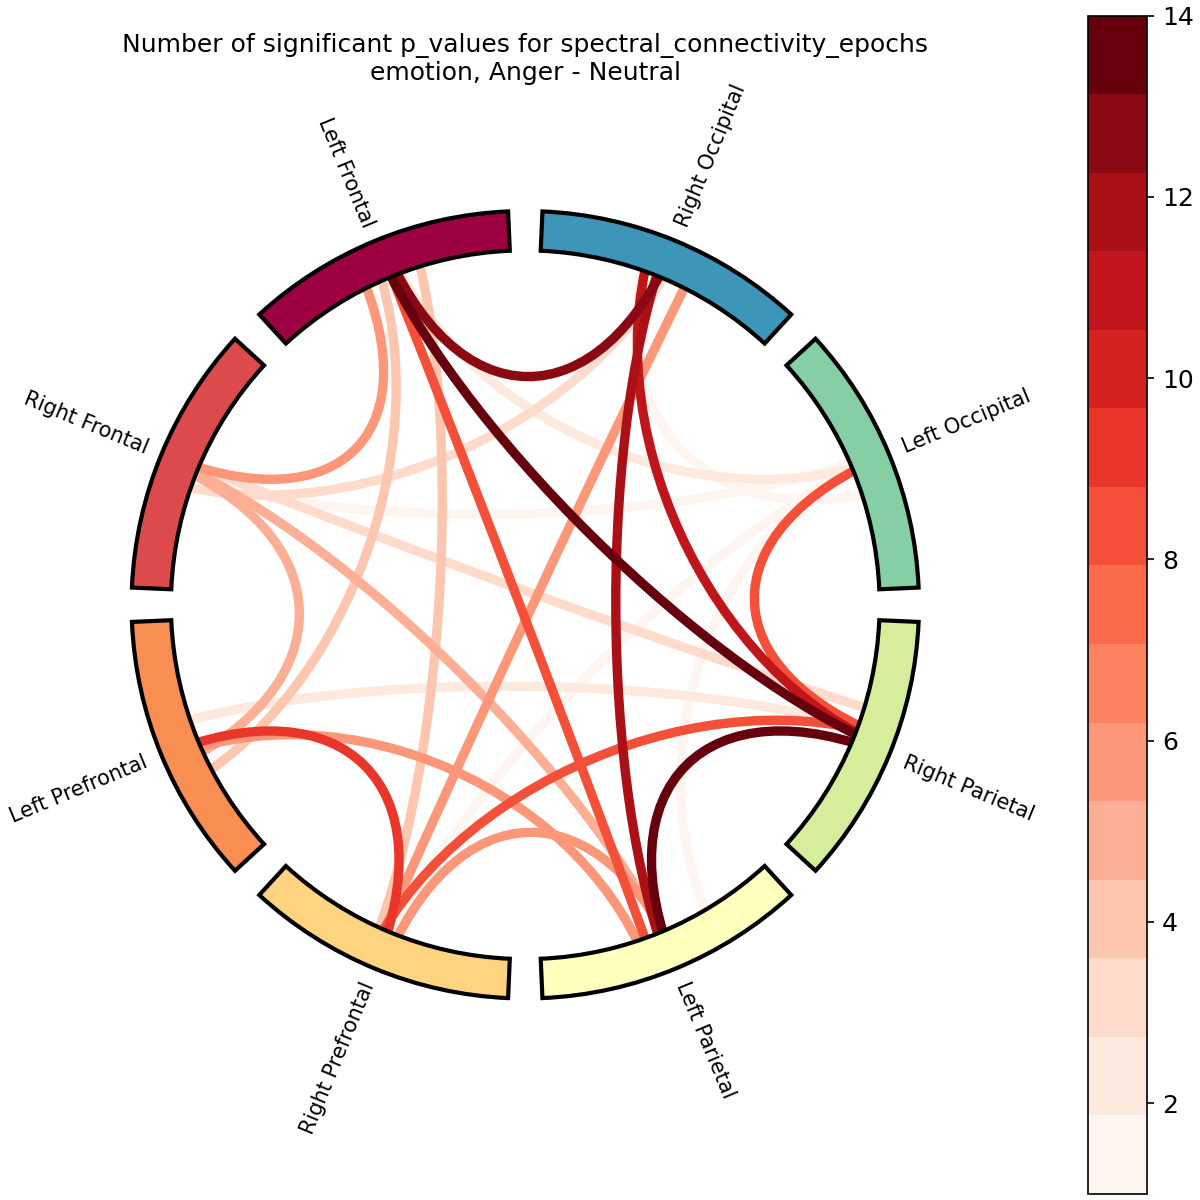 Number of significant p_values for spectral_connectivity_epochs
emotion, Anger - Neutral
Left Frontal
Right Occipital
Right Frontal
Left Occipital
Left Prefrontal
Right Parietal
Right Prefrontal
Left Parietal
14
12
10
8
6
4
2